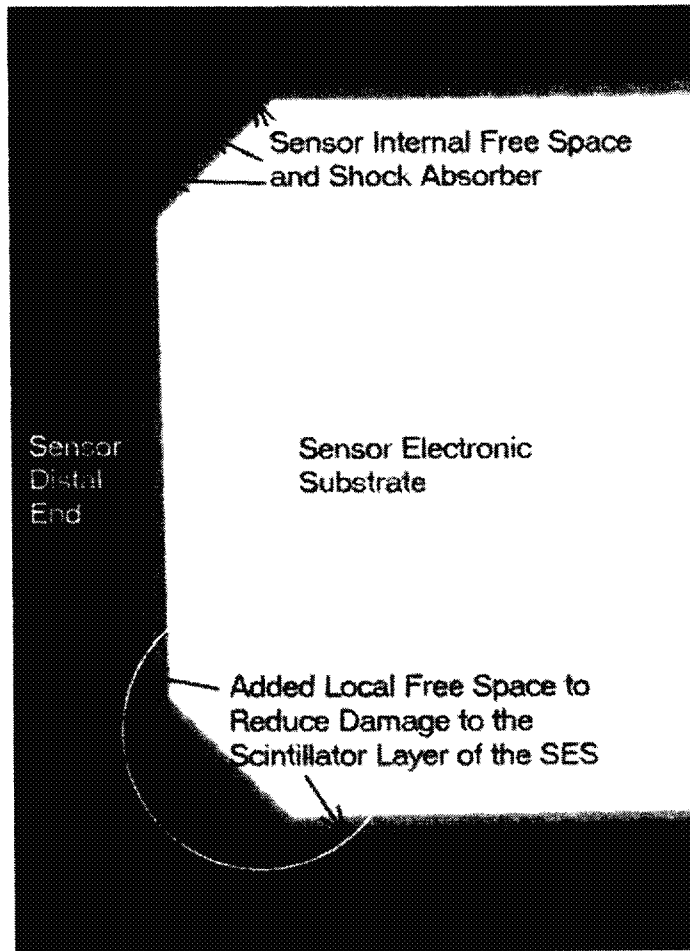 Sensor Internal Free Space
and Shock Absorber
Sensor
Distal
End
Sensor Electronic
Substrate
Added Local Free Space to
Reduce Damage to the
Scintillator Layer of the SES